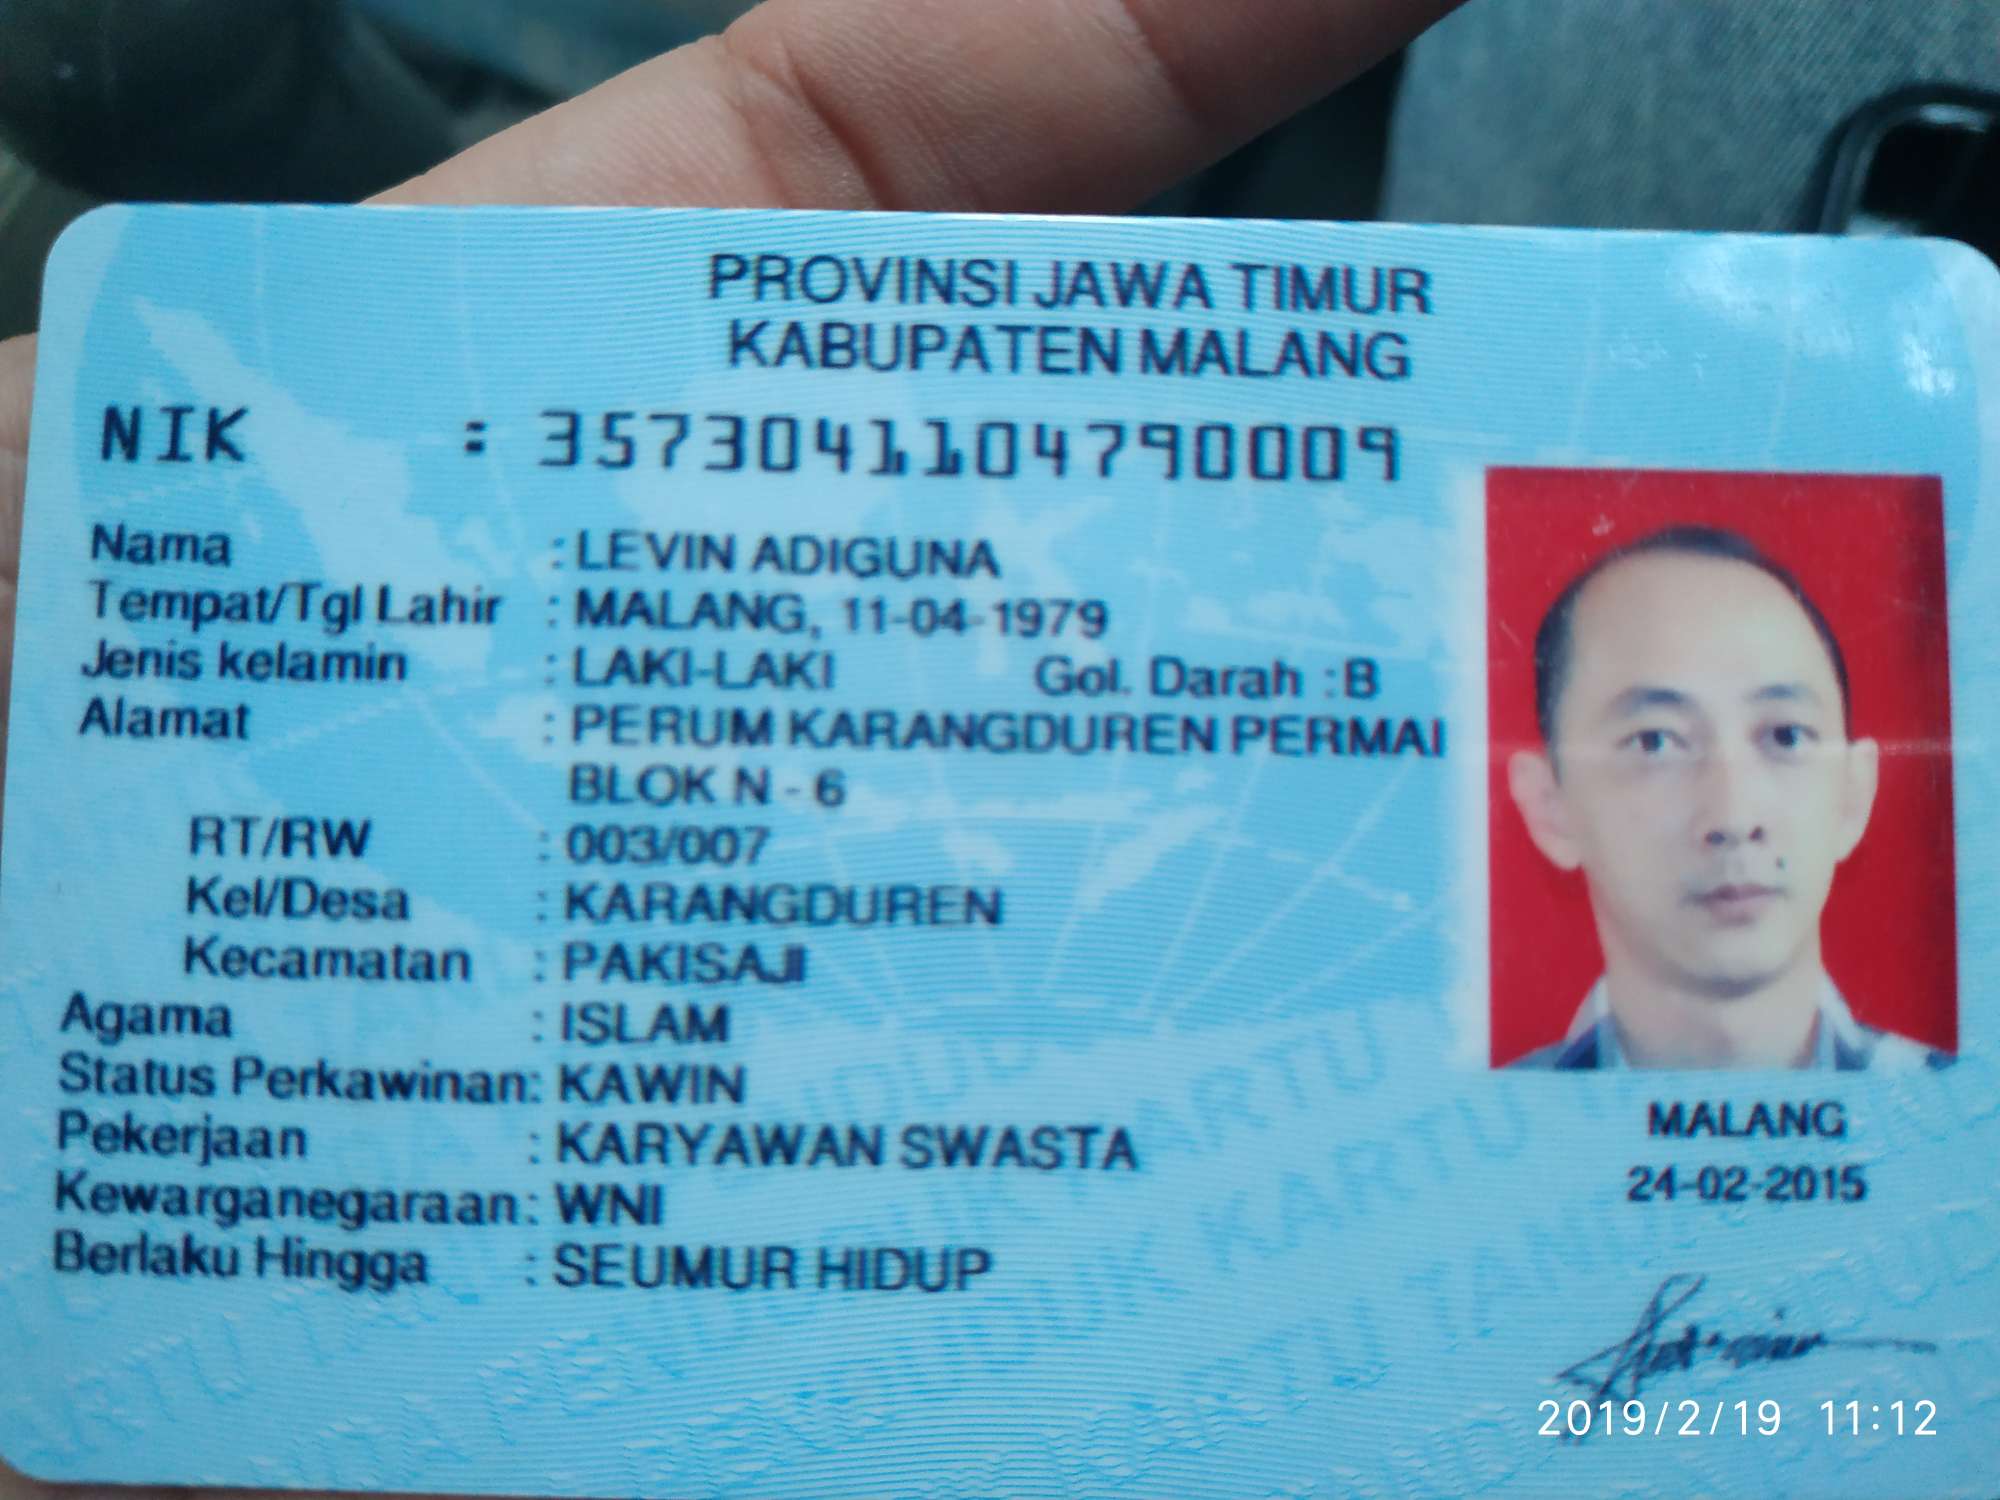 PROVINSI JAWA TIMUR
KABUPATEN MALANG
NIK : 3573041104790009
Nama : LEVIN ADIGUNA
Tempat/Tgl Lahir : MALANG, 11-04-1979
Jenis kelamin : LAKI-LAKI Gol. Darah : B
Alamat : PERUM KARANGDUREN PERMAI
BLOK N - 6
RT/RW : 003/007
Kel/Desa : KARANGDUREN
Kecamatan : PAKISAJI
Agama : ISLAM
Status Perkawinan: KAWIN
Pekerjaan : KARYAWAN SWASTA
Kewarganegaraan: WNI
Berlaku Hingga : SEUMUR HIDUP
MALANG
24-02-2015
2019/2/19 11:12